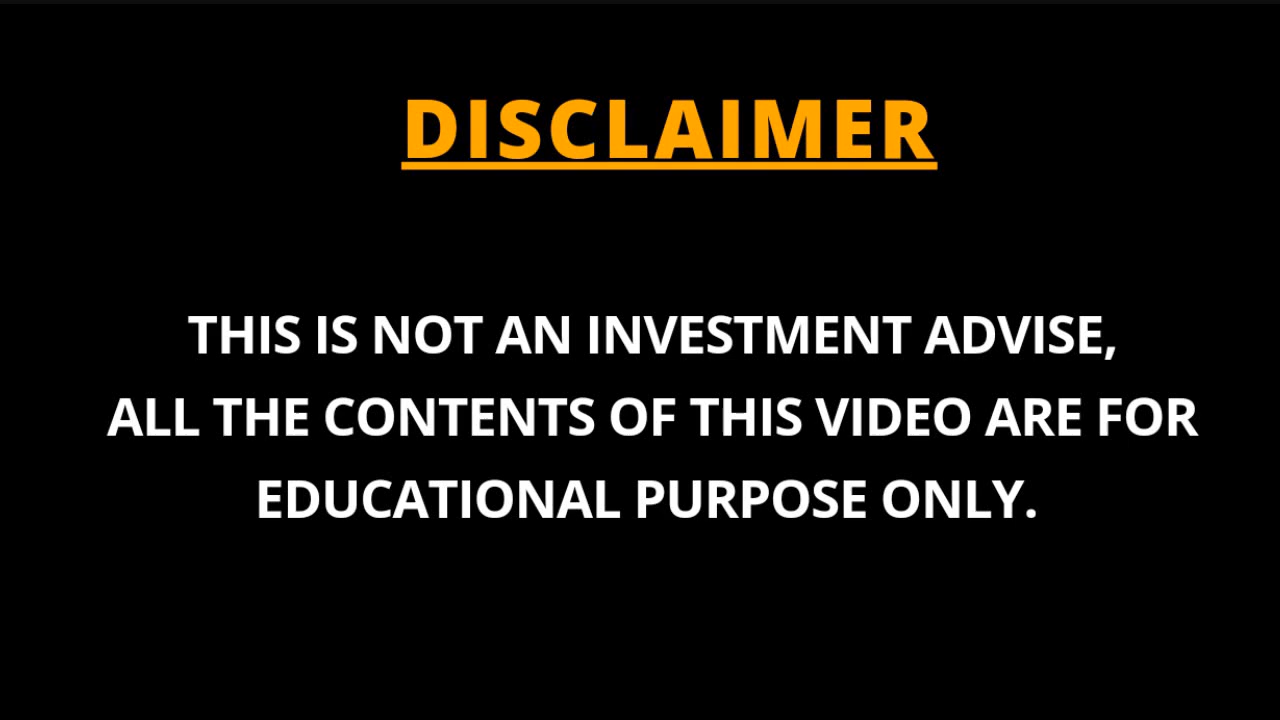 DISCLAIMER
THIS IS NOT AN INVESTMENT ADVISE,
ALL THE CONTENTS OF THIS VIDEO ARE FOR
EDUCATIONAL PURPOSE ONLY.